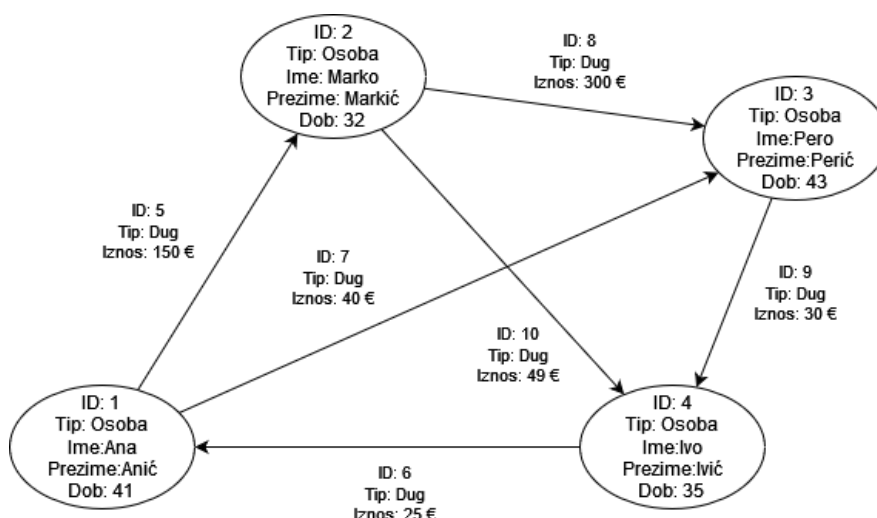 ID: 2
Tip: Osoba
Ime: Marko
Prezime: Markić
Dob: 32
ID: 8
Tip: Dug
Iznos: 300 €
ID: 3
Tip: Osoba
Ime:Pero
Prezime:Perić
Dob: 43
ID: 5
Tip: Dug
Iznos: 150 €
ID: 7
Tip: Dug
Iznos: 40 €
ID: 9
Tip: Dug
Iznos: 30 €
ID: 10
Tip: Dug
Iznos: 49 €
ID: 1
Tip: Osoba
Ime:Ana
Prezime:Anić
Dob: 41
ID: 4
Tip: Osoba
Ime:Ivo
Prezime:Ivić
Dob: 35
ID: 6
Tip: Dug
Iznos: 25 €